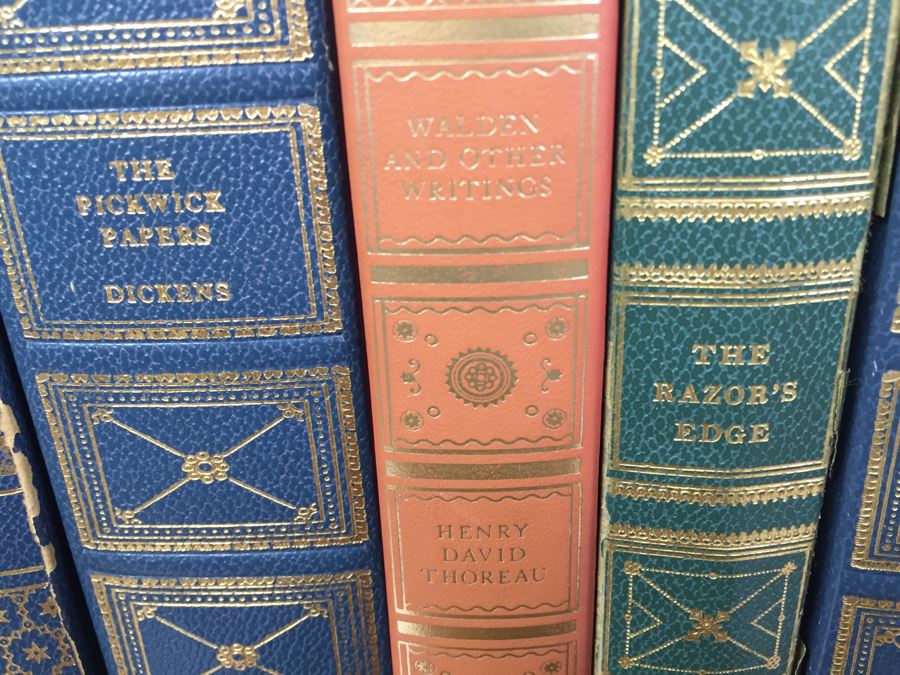 THE
PICKWICK
PAPERS
DICKENS
WALDEN
AND OTHER
WRITINGS
HENRY
DAVID
THOREAU
THE
RAZOR'S
EDGE